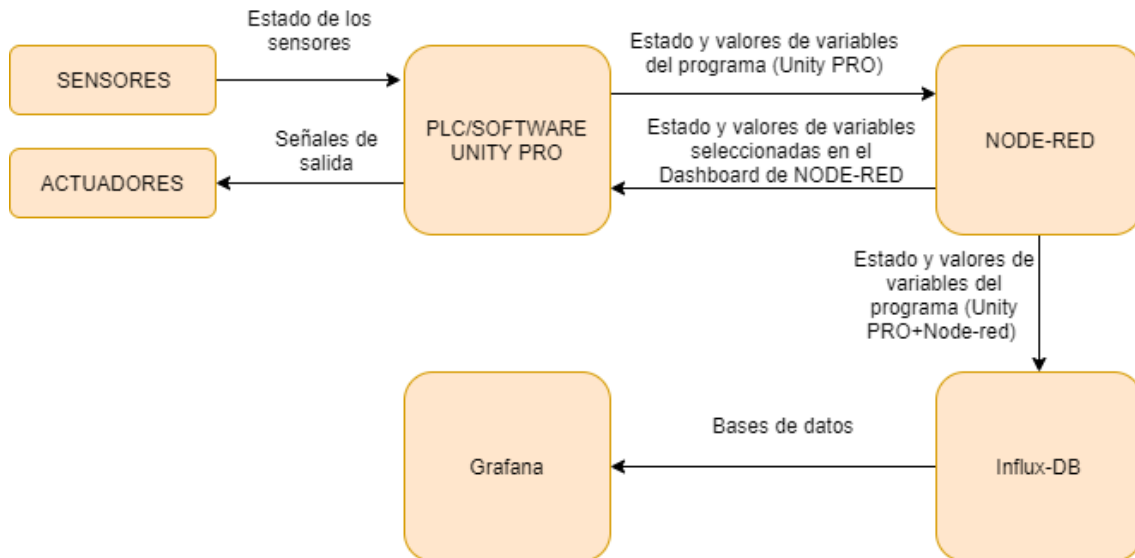 Estado de los
sensores
SENSORES
Señales de
salida
ACTUADORES
PLC/SOFTWARE
UNITY PRO
Estado y valores de variables
del programa (Unity PRO)
Estado y valores de variables
seleccionadas en el
Dashboard de NODE-RED
NODE-RED
Estado y valores de
variables del
programa (Unity
PRO+Node-red)
Grafana
Bases de datos
Influx-DB